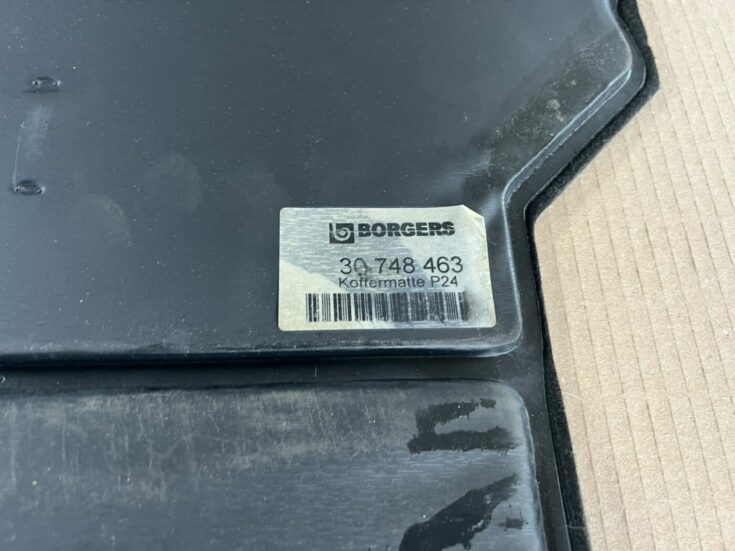 BORGERS
30 748 463
Koffermatte P24